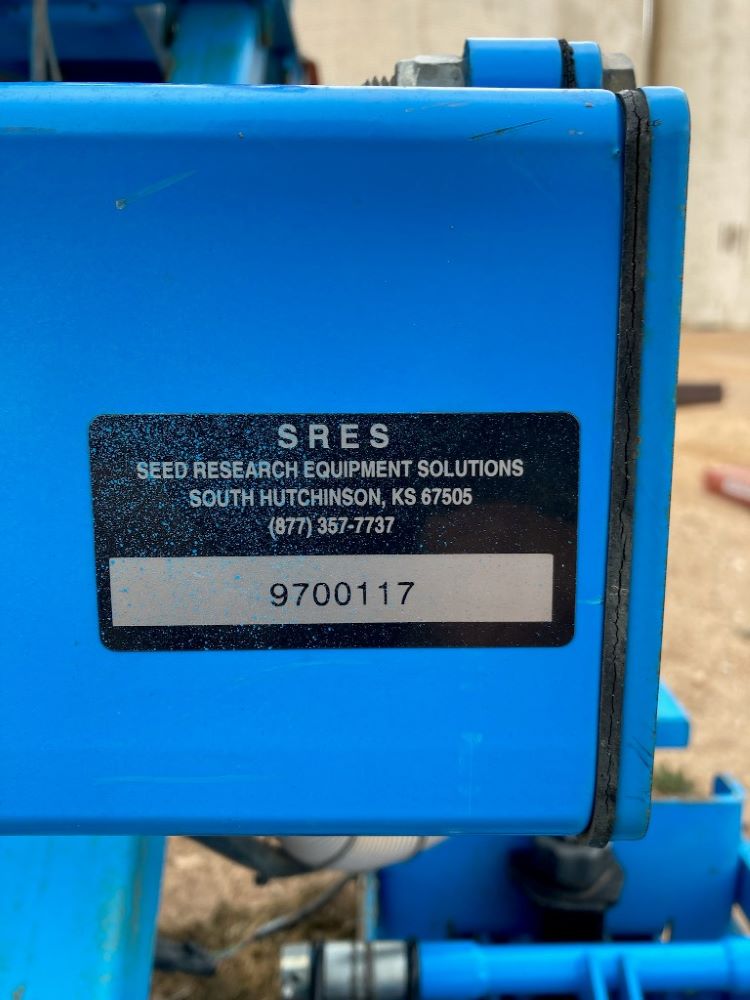 SRES
SEED RESEARCH EQUIPMENT SOLUTIONS
SOUTH HUTCHINSON, KS 67505
(877) 357-7737
9700117